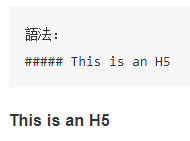 語法：
##### This is an H5
This is an H5